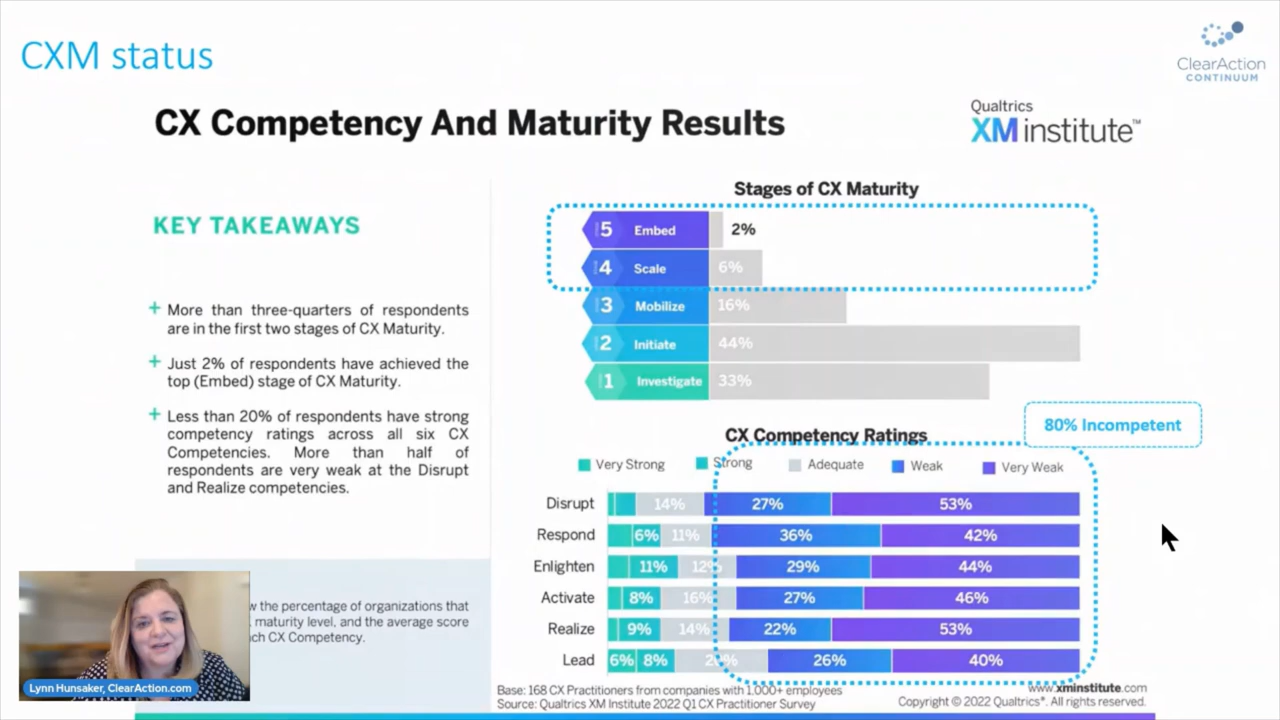 CXM status
ClearAction
CONTINUUM
CX Competency And Maturity Results
Qualtrics
XM institute™
KEY TAKEAWAYS
+ More than three-quarters of respondents
are in the first two stages of CX Maturity.
+ Just 2% of respondents have achieved the
top (Embed) stage of CX Maturity.
+ Less than 20% of respondents have strong
competency ratings across all six CX
Competencies. More than half of
respondents are very weak at the Disrupt
and Realize competencies.
the percentage of organizations that
maturity level, and the average score
CX Competency.
Lynn Hunsaker, ClearAction.com
Stages of CX Maturity
5 Embed 2%
4 Scale 6%
3 Mobilize 16%
2 Initiate 44%
1 Investigate 33%
80% Incompetent
CX Competency Ratings
Very Strong Strong Adequate Weak Very Weak
Disrupt 14% 27% 53%
Respond 6% 11% 36% 42%
Enlighten 11% 12% 29% 44%
Activate 8% 16% 27% 46%
Realize 9% 14% 22% 53%
Lead 6% 8% 26% 40%
Base: 168 CX Practitioners from companies with 1,000+ employees
Source: Qualtrics XM Institute 2022 Q1 CX Practitioner Survey
www.xminstitute.com
Copyright © 2022 Qualtrics®. All rights reserved.